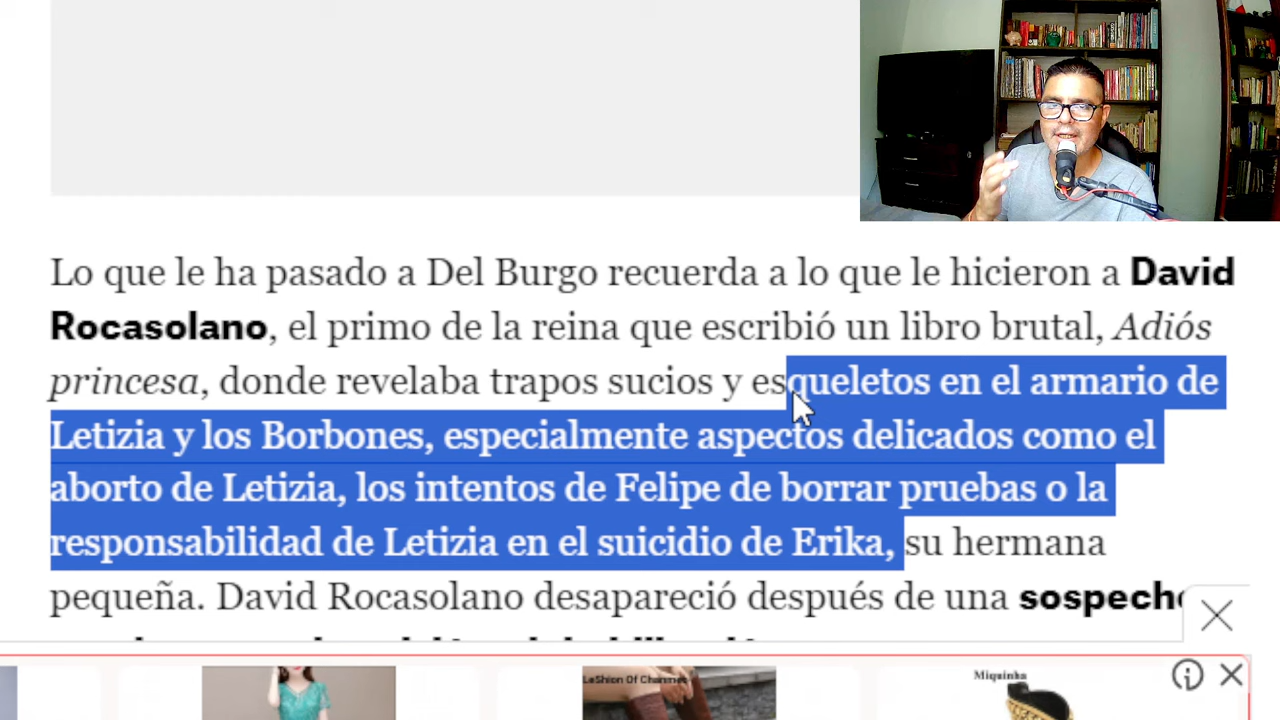 Lo que le ha pasado a Del Burgo recuerda a lo que le hicieron a David
Rocasolano, el primo de la reina que escribió un libro brutal, Adiós
princesa, donde revelaba trapos sucios y esqueletos en el armario de
Letizia y los Borbones, especialmente aspectos delicados como el
aborto de Letizia, los intentos de Felipe de borrar pruebas o la
responsabilidad de Letizia en el suicidio de Erika, su hermana
pequeña. David Rocasolano desapareció después de una
LaShion Of Charmes
Miquinha